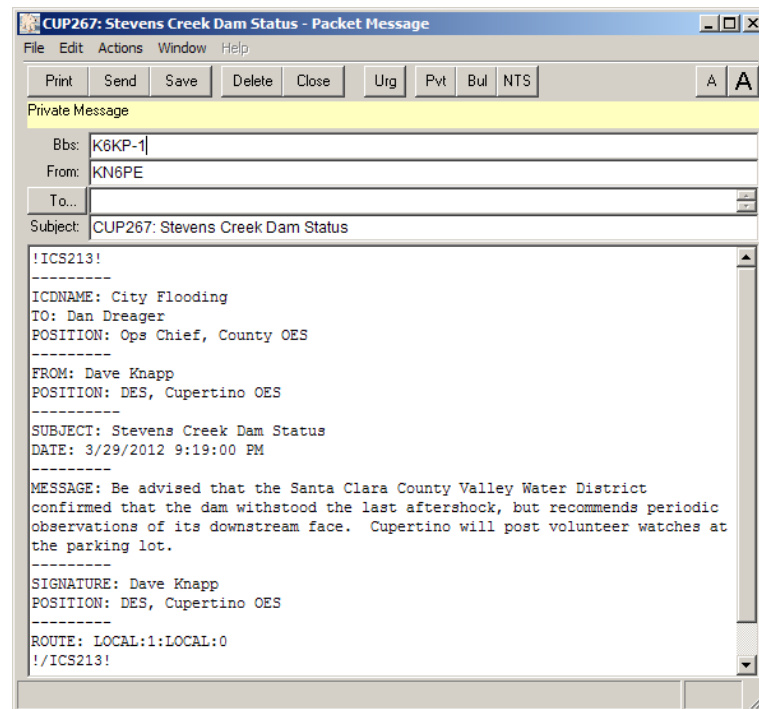 CUP267: Stevens Creek Dam Status - Packet Message
File Edit Actions Window Help
Print Send Save Delete Close Urg Pvt Bul NTS A A
Private Message
Bbs: K6KP-1
From: KN6PE
To...
Subject: CUP267: Stevens Creek Dam Status
!ICS213!
---------
ICDNAME: City Flooding
TO: Dan Dreager
POSITION: Ops Chief, County OES
---------
FROM: Dave Knapp
POSITION: DES, Cupertino OES
----------
SUBJECT: Stevens Creek Dam Status
DATE: 3/29/2012 9:19:00 PM
---------
MESSAGE: Be advised that the Santa Clara County Valley Water District
confirmed that the dam withstood the last aftershock, but recommends periodic
observations of its downstream face.  Cupertino will post volunteer watches at
the parking lot.
---------
SIGNATURE: Dave Knapp
POSITION: DES, Cupertino OES
---------
ROUTE: LOCAL:1:LOCAL:0
!/ICS213!